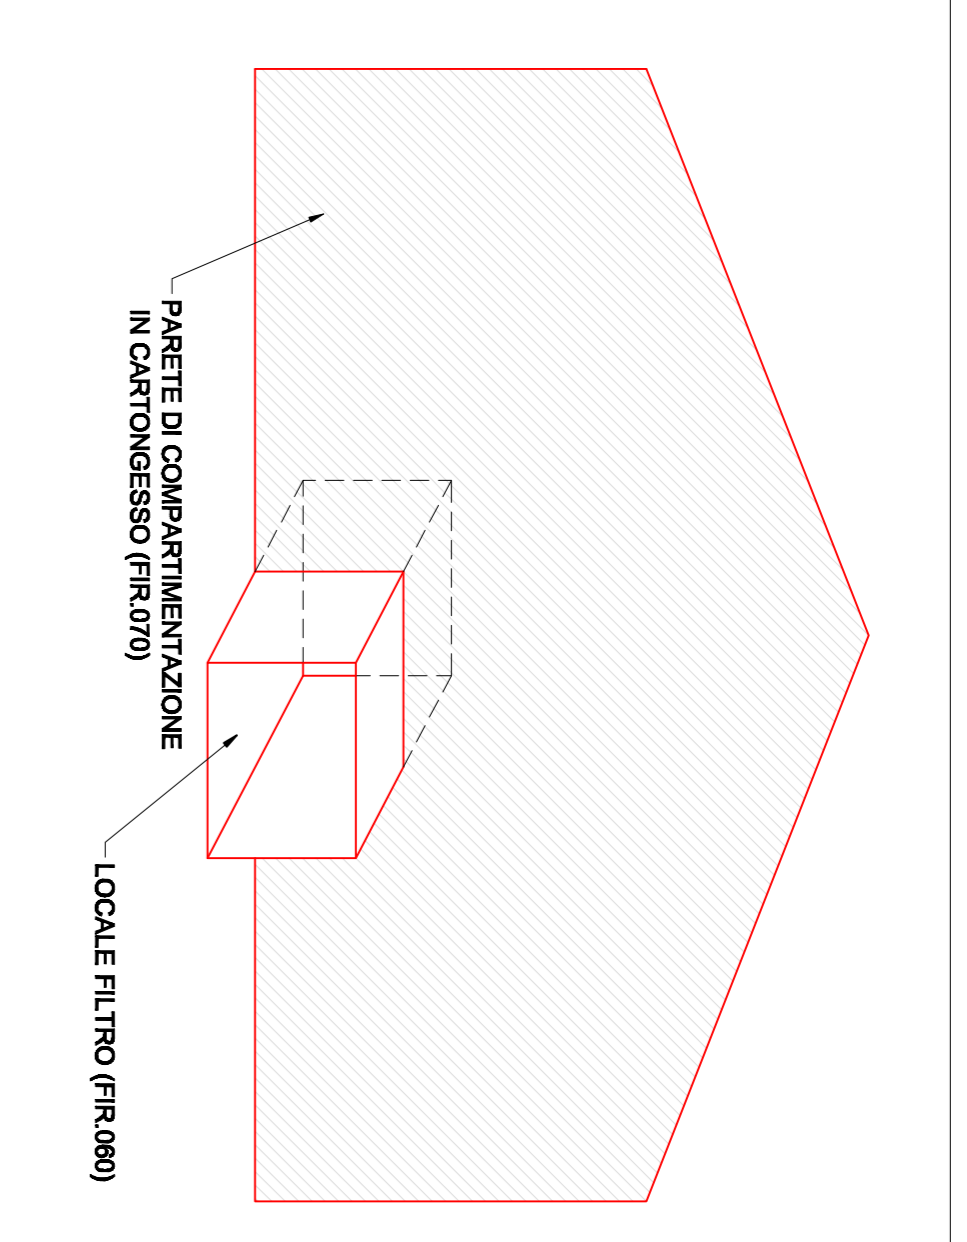 PARETE DI COMPARTIMENTAZIONE
IN CARTONGESSO (FIR.070)
LOCALE FILTRO (FIR.060)